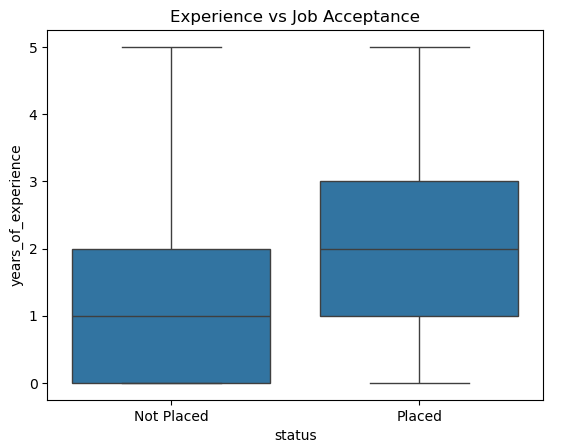 Experience vs Job Acceptance
5
4
3
2
1
0
years_of_experience
Not Placed
Placed
status